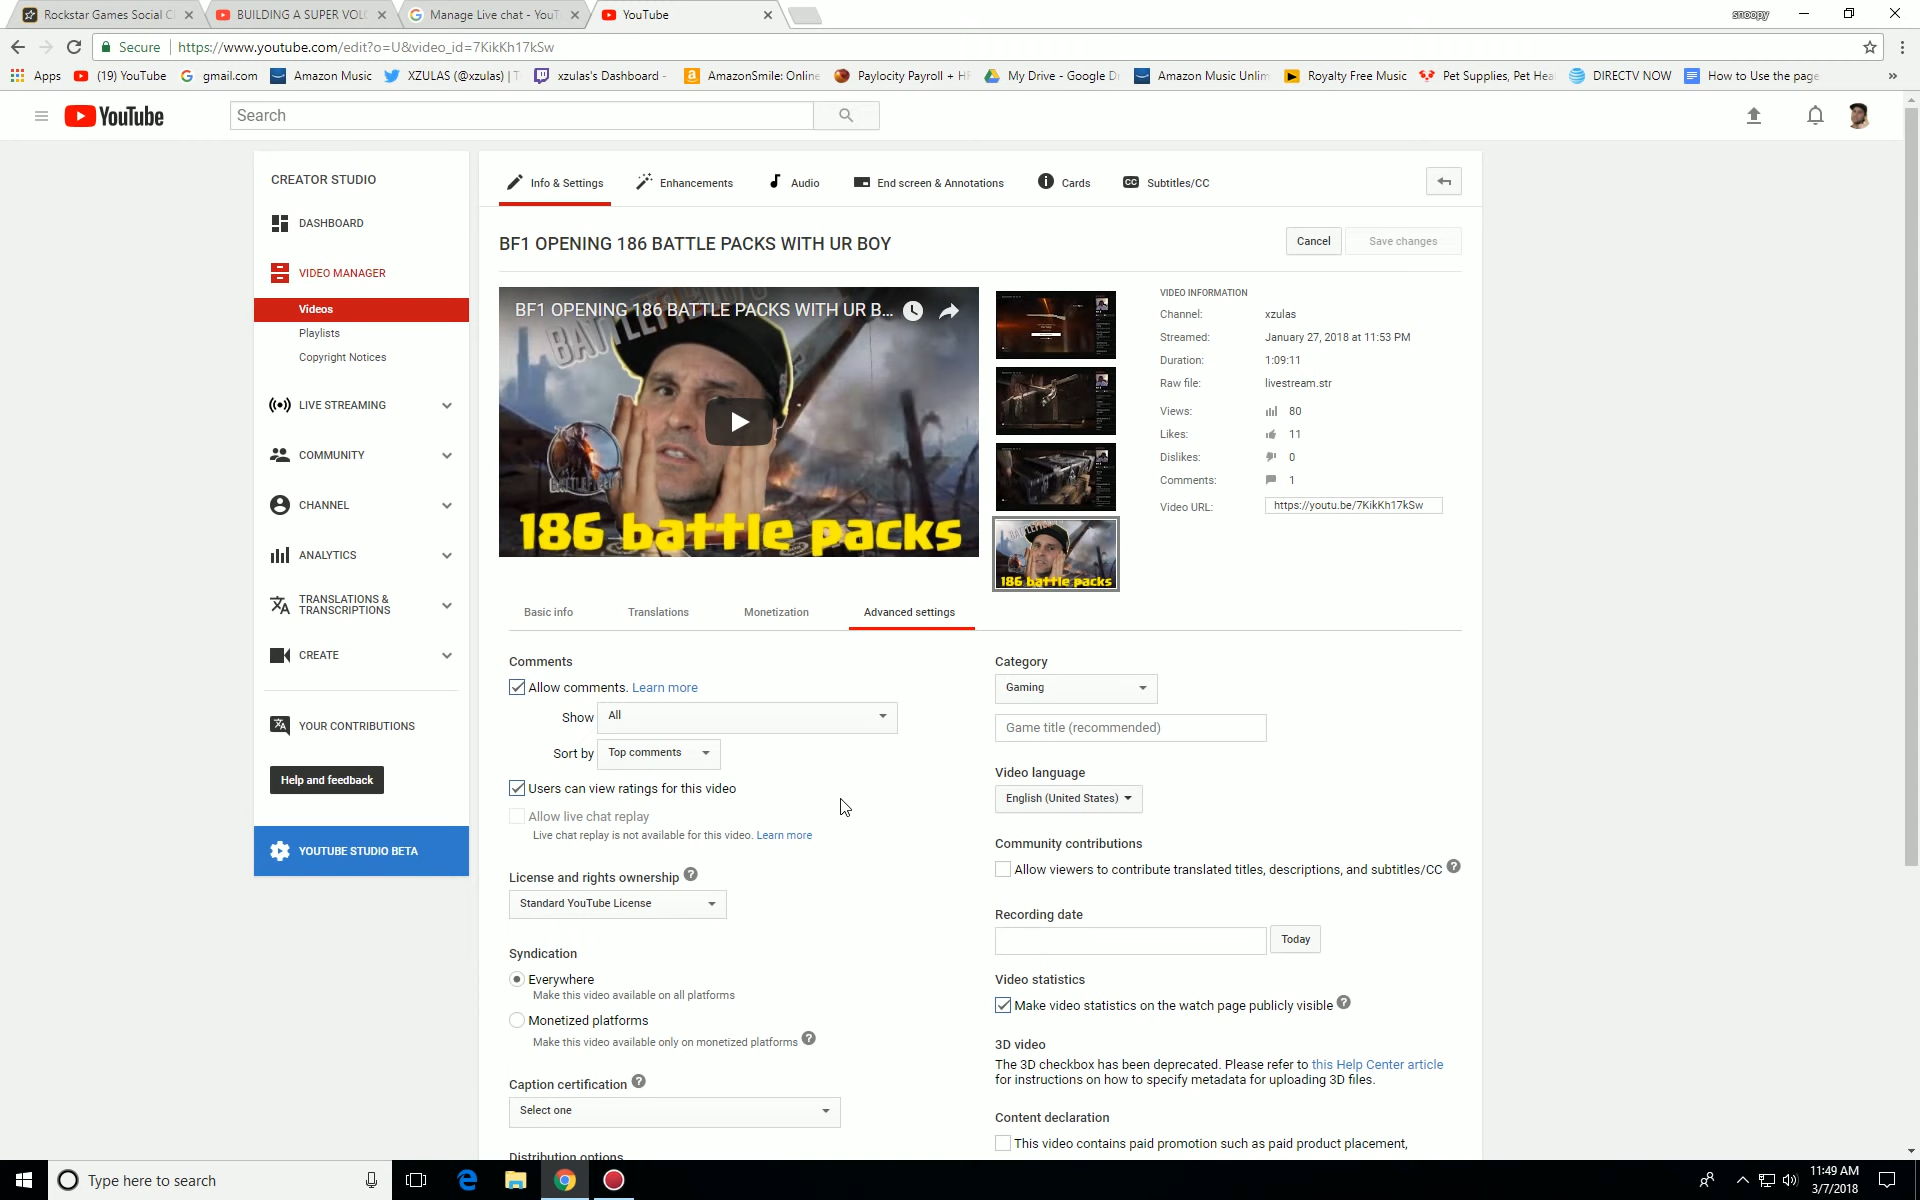 Rockstar Games Social C
BUILDING A SUPER VOLC
Manage Live chat - YouT
YouTube
snoopy
Secure
https://www.youtube.com/edit?o=U&video_id=7KikKh17kSw
Apps
(19) YouTube
gmail.com
Amazon Music
XZULAS (@xzulas) | T
xzulas's Dashboard -
AmazonSmile: Online
Paylocity Payroll + HR
My Drive - Google Dr
Amazon Music Unlim
Royalty Free Music
Pet Supplies, Pet Heal
DIRECTV NOW
How to Use the page
»
YouTube
Search
CREATOR STUDIO
DASHBOARD
VIDEO MANAGER
Videos
Playlists
Copyright Notices
LIVE STREAMING
COMMUNITY
CHANNEL
ANALYTICS
TRANSLATIONS &
TRANSCRIPTIONS
CREATE
YOUR CONTRIBUTIONS
Help and feedback
YOUTUBE STUDIO BETA
Info & Settings
Enhancements
Audio
End screen & Annotations
Cards
CC Subtitles/CC
BF1 OPENING 186 BATTLE PACKS WITH UR BOY
Cancel
Save changes
BF1 OPENING 186 BATTLE PACKS WITH UR B...
186 battle packs
186 battle packs
VIDEO INFORMATION
Channel: xzulas
Streamed: January 27, 2018 at 11:53 PM
Duration: 1:09:11
Raw file: livestream.str
Views: 80
Likes: 11
Dislikes: 0
Comments: 1
Video URL: https://youtu.be/7KikKh17kSw
Basic info
Translations
Monetization
Advanced settings
Comments
Allow comments. Learn more
Show All
Sort by Top comments
Users can view ratings for this video
Allow live chat replay
Live chat replay is not available for this video. Learn more
License and rights ownership ?
Standard YouTube License
Syndication
Everywhere
Make this video available on all platforms
Monetized platforms
Make this video available only on monetized platforms ?
Caption certification ?
Select one
Distribution options
Category
Gaming
Game title (recommended)
Video language
English (United States)
Community contributions
Allow viewers to contribute translated titles, descriptions, and subtitles/CC ?
Recording date
Today
Video statistics
Make video statistics on the watch page publicly visible ?
3D video
The 3D checkbox has been deprecated. Please refer to this Help Center article
for instructions on how to specify metadata for uploading 3D files.
Content declaration
This video contains paid promotion such as paid product placement,
Type here to search
11:49 AM
3/7/2018